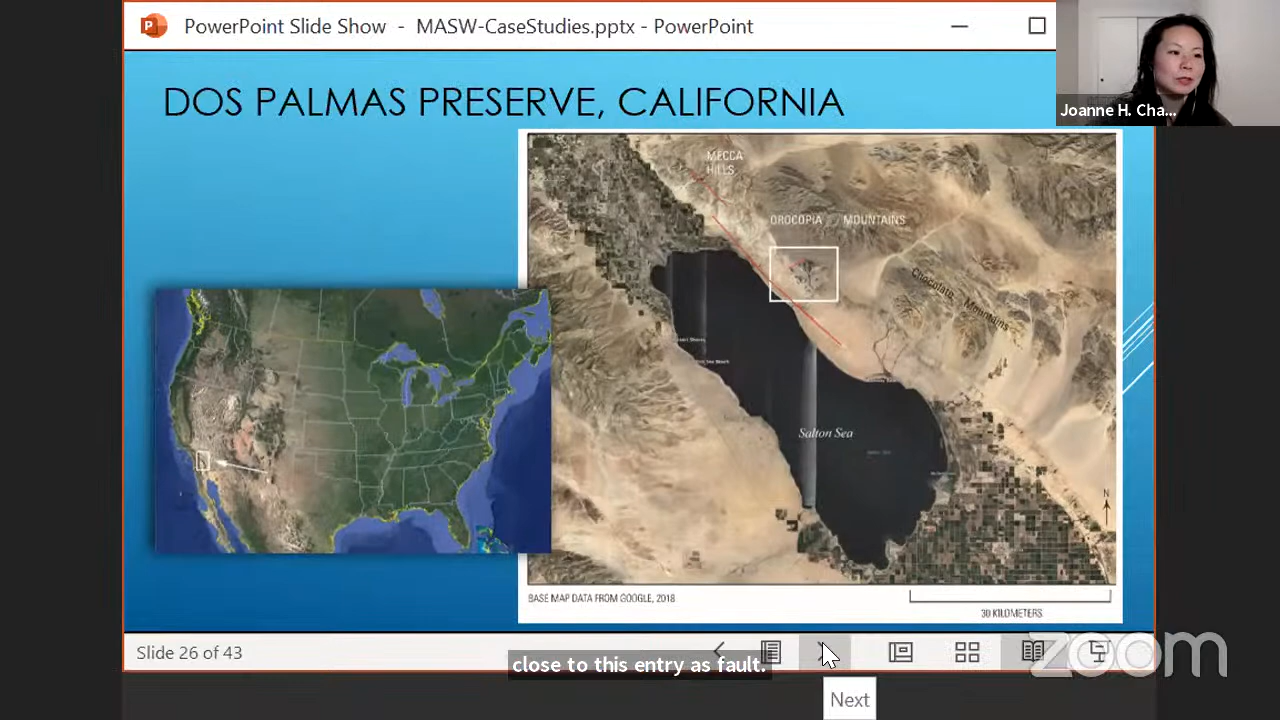 PowerPoint Slide Show - MASW-CaseStudies.pptx - PowerPoint
Joanne H. Cha...
DOS PALMAS PRESERVE, CALIFORNIA
MECCA
HILLS
OROCOPIA MOUNTAINS
Chocolate Mountains
Salton Sea
N
BASE MAP DATA FROM GOOGLE, 2018
30 KILOMETERS
Slide 26 of 43
close to this entry as fault.
zoom
Next